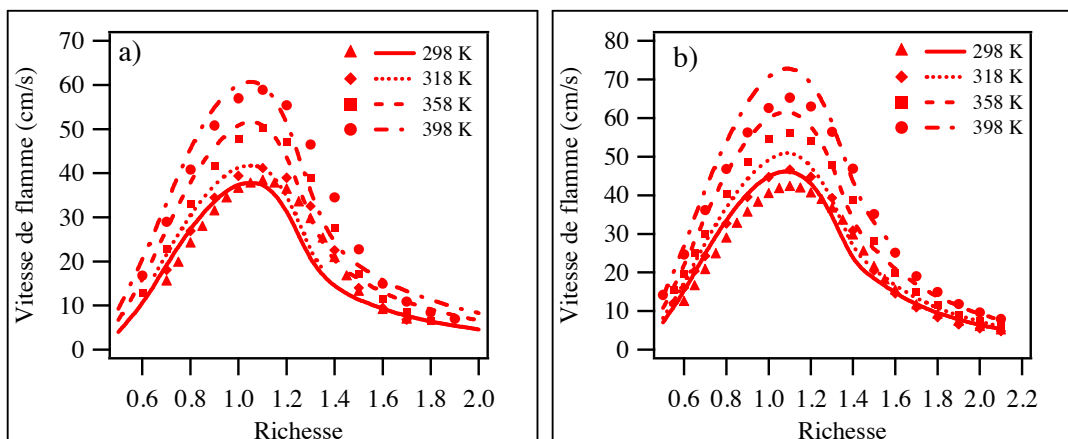 a)
Vitesse de flamme (cm/s)
70
60
50
40
30
20
10
0
298 K
318 K
358 K
398 K
0.6 0.8 1.0 1.2 1.4 1.6 1.8 2.0
Richesse
b)
Vitesse de flamme (cm/s)
80
70
60
50
40
30
20
10
0
298 K
318 K
358 K
398 K
0.6 0.8 1.0 1.2 1.4 1.6 1.8 2.0 2.2
Richesse